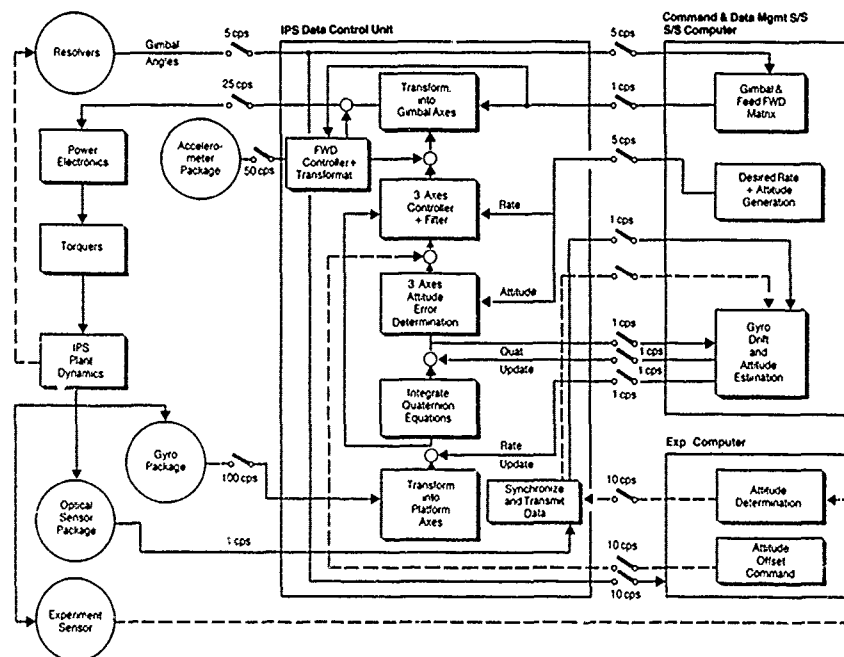 IPS Data Control Unit
Command & Data Mgmt S/S
S/S Computer
Resolvers
Gimbal
Angles
5 cps
5 cps
25 cps
Transform.
into
Gimbal Axes
1 cps
Gimbal &
Feed FWD
Matrix
Power
Electronics
Accelero-
meter
Package
50 cps
FWD
Controller +
Transformat
5 cps
Desired Rate
+ Attitude
Generation
3 Axes
Controller
+ Filter
Rate
Torquers
1 cps
3 Axes
Attitude
Error
Determination
Attitude
IPS
Plant
Dynamics
1 cps
Quat
Update
1 cps
1 cps
1 cps
Gyro
Drift
and
Attitude
Estimation
Integrate
Quaternion
Equations
Gyro
Package
100 cps
Rate
Update
Exp Computer
Transform
into
Platform
Axes
Synchronize
and Transmit
Data
10 cps
Attitude
Determination
Optical
Sensor
Package
1 cps
10 cps
10 cps
Attitude
Offset
Command
Experiment
Sensor